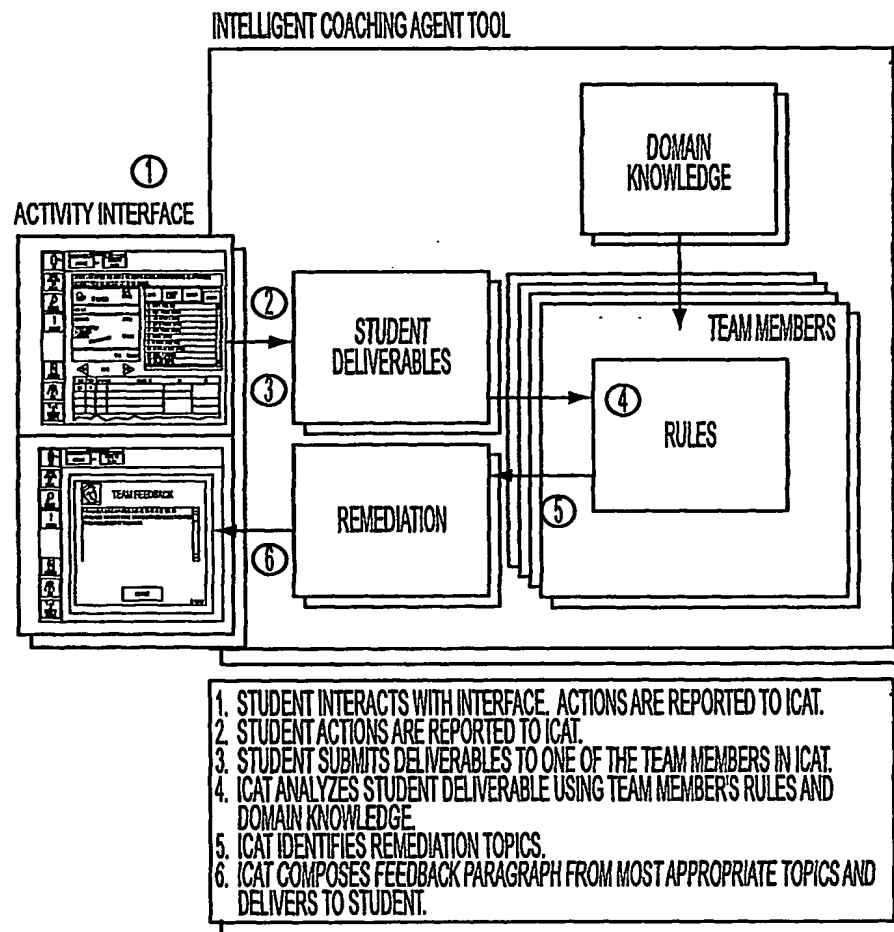 INTELLIGENT COACHING AGENT TOOL
DOMAIN
KNOWLEDGE
①
ACTIVITY INTERFACE
②
STUDENT
DELIVERABLES
TEAM MEMBERS
③
④
RULES
TEAM FEEDBACK
REMEDIATION
⑤
⑥
1. STUDENT INTERACTS WITH INTERFACE. ACTIONS ARE REPORTED TO ICAT.
2. STUDENT ACTIONS ARE REPORTED TO ICAT.
3. STUDENT SUBMITS DELIVERABLES TO ONE OF THE TEAM MEMBERS IN ICAT.
4. ICAT ANALYZES STUDENT DELIVERABLE USING TEAM MEMBER'S RULES AND
DOMAIN KNOWLEDGE.
5. ICAT IDENTIFIES REMEDIATION TOPICS.
6. ICAT COMPOSES FEEDBACK PARAGRAPH FROM MOST APPROPRIATE TOPICS AND
DELIVERS TO STUDENT.